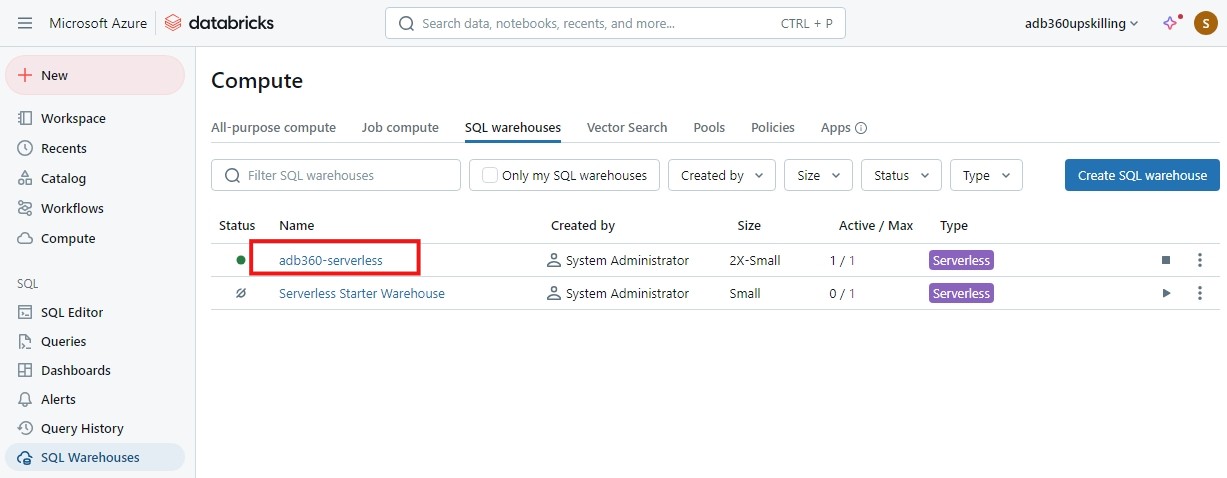 Microsoft Azure databricks Search data, notebooks, recents, and more... CTRL + P adb360upskilling S
New
Workspace
Recents
Catalog
Workflows
Compute
SQL
SQL Editor
Queries
Dashboards
Alerts
Query History
SQL Warehouses
Compute
All-purpose compute Job compute SQL warehouses Vector Search Pools Policies Apps
Filter SQL warehouses Only my SQL warehouses Created by Size Status Type Create SQL warehouse
Status Name Created by Size Active / Max Type
adb360-serverless System Administrator 2X-Small 1 / 1 Serverless
Serverless Starter Warehouse System Administrator Small 0 / 1 Serverless